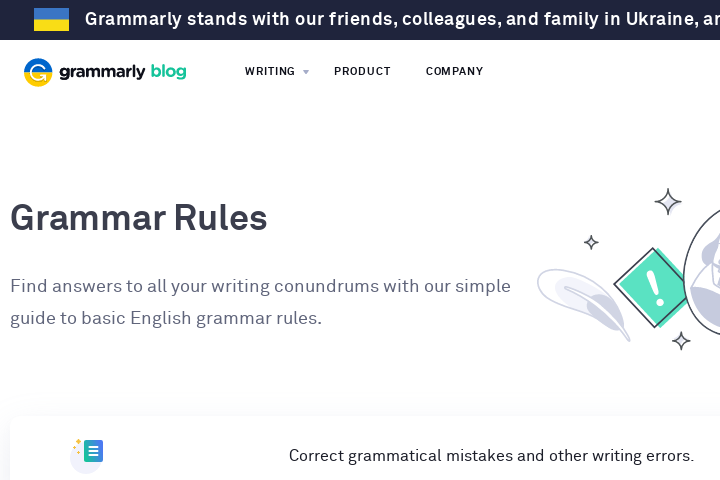 Grammarly stands with our friends, colleagues, and family in Ukraine,
grammarly blog
WRITING
PRODUCT
COMPANY
Grammar Rules
Find answers to all your writing conundrums with our simple
guide to basic English grammar rules.
Correct grammatical mistakes and other writing errors.